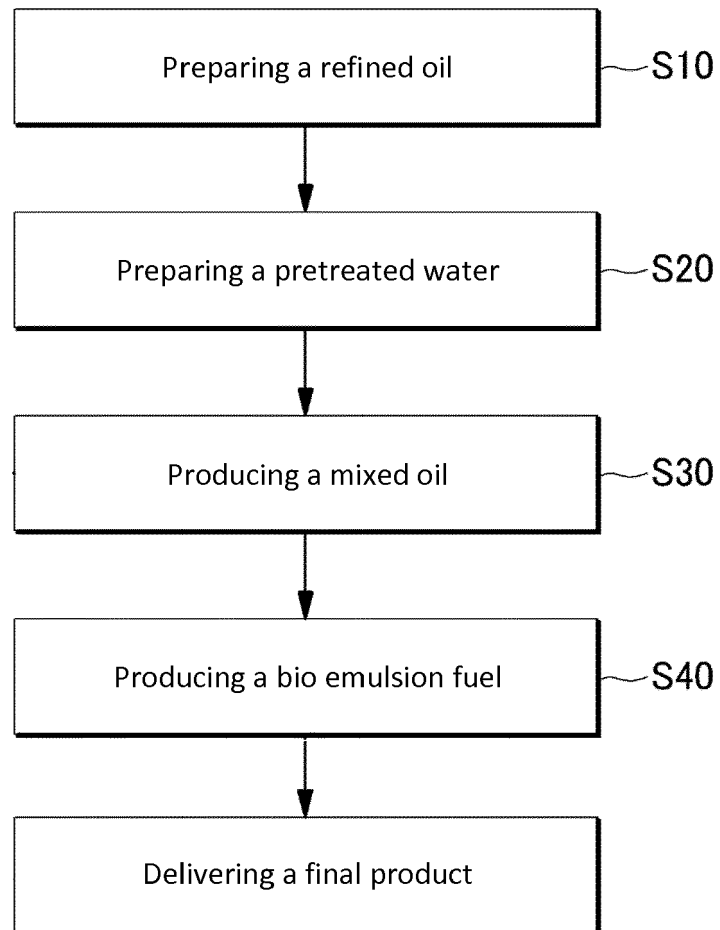 Preparing a refined oil S10
Preparing a pretreated water S20
Producing a mixed oil S30
Producing a bio emulsion fuel S40
Delivering a final product